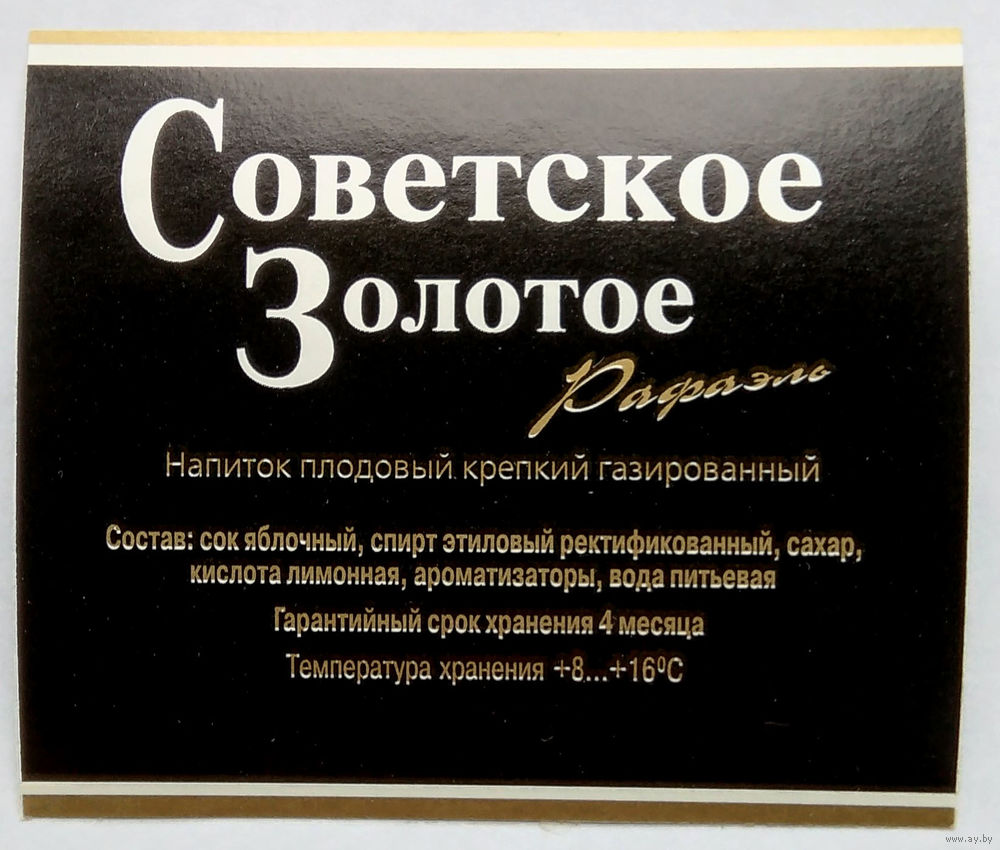 Советское
Золотое
Рафаэль
Напиток плодовый крепкий газированный
Состав: сок яблочный, спирт этиловый ректификованный, сахар,
кислота лимонная, ароматизаторы, вода питьевая
Гарантийный срок хранения 4 месяца
Температура хранения +8...+16⁰С
www.ay.by